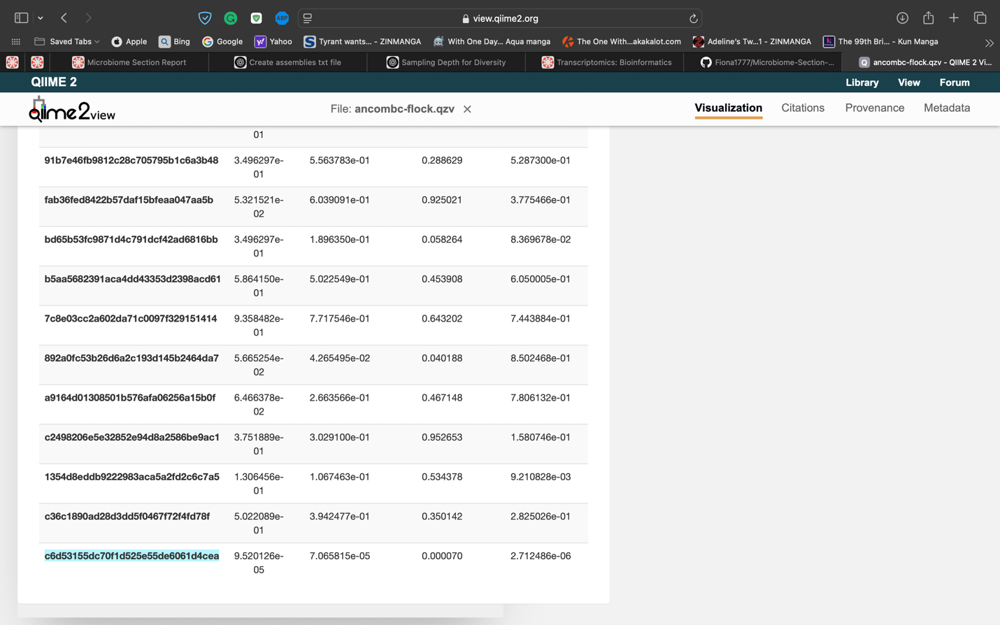 view.qiime2.org
Saved Tabs
Apple
Bing
Google
Yahoo
Tyrant wants... - ZINMANGA
With One Day... Aqua manga
The One With...akakalot.com
Adeline's Tw...1 - ZINMANGA
The 99th Bri... - Kun Manga
Microbiome Section Report
Create assemblies txt file
Sampling Depth for Diversity
Transcriptomics: Bioinformatics
Fiona1777/Microbiome-Section-...
ancombc-flock.qzv - QIIME 2 Vi...
QIIME 2
Library View Forum
qiime2view
File: ancombc-flock.qzv
Visualization Citations Provenance Metadata
01
91b7e46fb9812c28c705795b1c6a3b48 3.496297e- 5.563783e-01 0.288629 5.287300e-01
01
fab36fed8422b57daf15bfeaa047aa5b 5.321521e- 6.039091e-01 0.925021 3.775466e-01
02
bd65b53fc9871d4c791dcf42ad6816bb 3.496297e- 1.896350e-01 0.058264 8.369678e-02
01
b5aa5682391aca4dd43353d2398acd61 5.864150e- 5.022549e-01 0.453908 6.050005e-01
01
7c8e03cc2a602da71c0097f329151414 9.358482e- 7.717546e-01 0.643202 7.443884e-01
01
892a0fc53b26d6a2c193d145b2464da7 5.665254e- 4.265495e-02 0.040188 8.502468e-01
02
a9164d01308501b576afa06256a15b0f 6.466378e- 2.663566e-01 0.467148 7.806132e-01
02
c2498206e5e32852e94d8a2586be9ac1 3.751889e- 3.029100e-01 0.952653 1.580746e-01
01
1354d8eddb9222983aca5a2fd2c6c7a5 1.306456e- 1.067463e-01 0.534378 9.210828e-03
01
c36c1890ad28d3dd5f0467f72f4fd78f 5.022089e- 3.942477e-01 0.350142 2.825026e-01
01
c6d53155dc70f1d525e55de6061d4cea 9.520126e- 7.065815e-05 0.000070 2.712486e-06
05